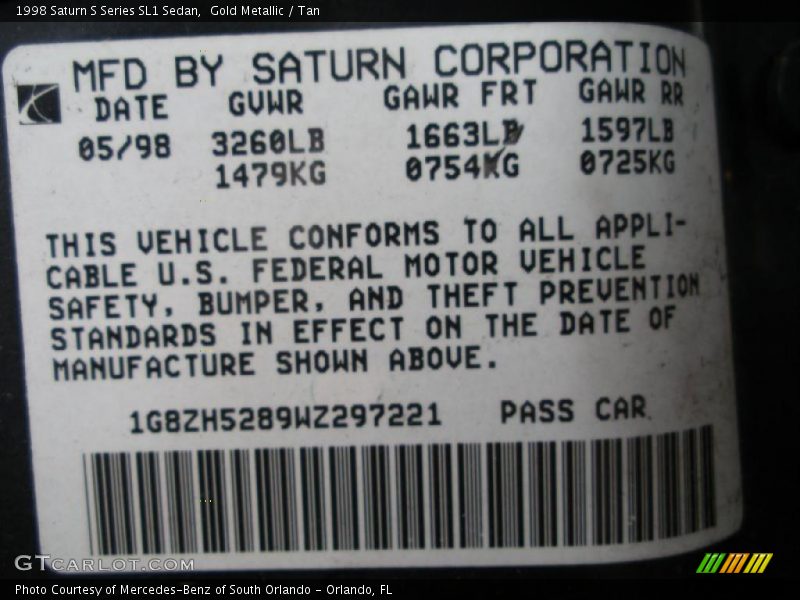 1998 Saturn S Series SL1 Sedan,  Gold Metallic / Tan
MFD BY SATURN CORPORATION
DATE GVWR GAWR FRT GAWR RR
05/98 3260LB 1663LB 1597LB
1479KG 0754KG 0725KG
THIS VEHICLE CONFORMS TO ALL APPLI-
CABLE U.S. FEDERAL MOTOR VEHICLE
SAFETY, BUMPER, AND THEFT PREVENTION
STANDARDS IN EFFECT ON THE DATE OF
MANUFACTURE SHOWN ABOVE.
1G8ZH5289WZ297221 PASS CAR
GTCARLOT.COM
Photo Courtesy of Mercedes-Benz of South Orlando - Orlando, FL